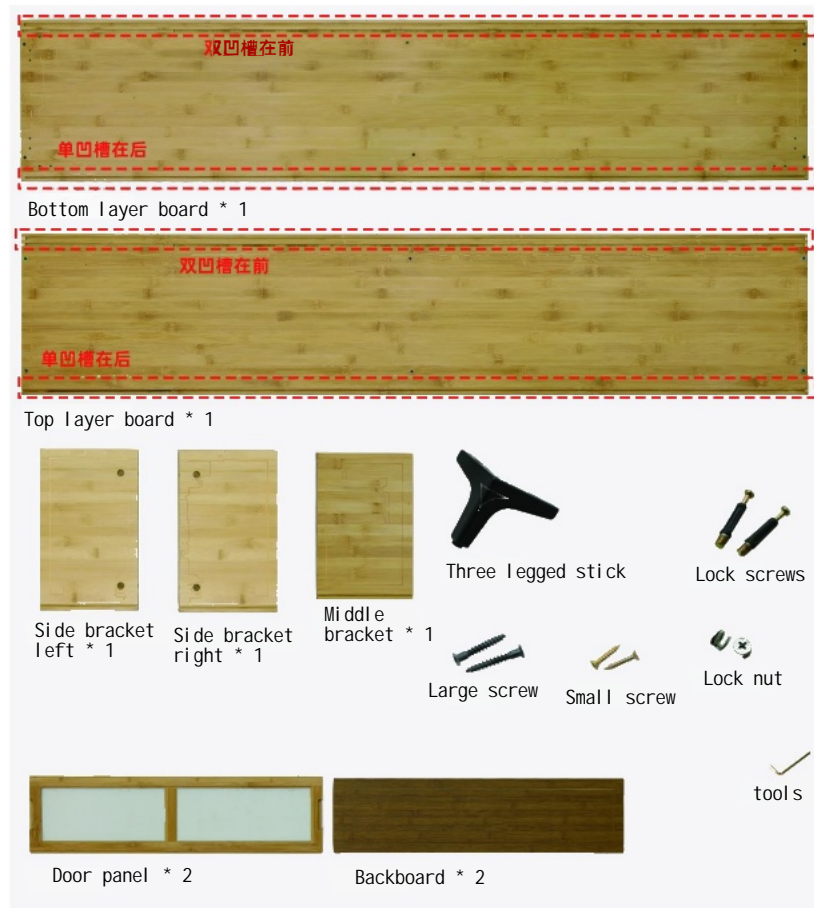 双凹槽在前
单凹槽在后
Bottom layer board * 1
双凹槽在前
单凹槽在后
Top layer board * 1
Three legged stick
Lock screws
Side bracket
left * 1
Side bracket
right * 1
Middle
bracket * 1
Large screw
Small screw
Lock nut
tools
Door panel * 2
Backboard * 2